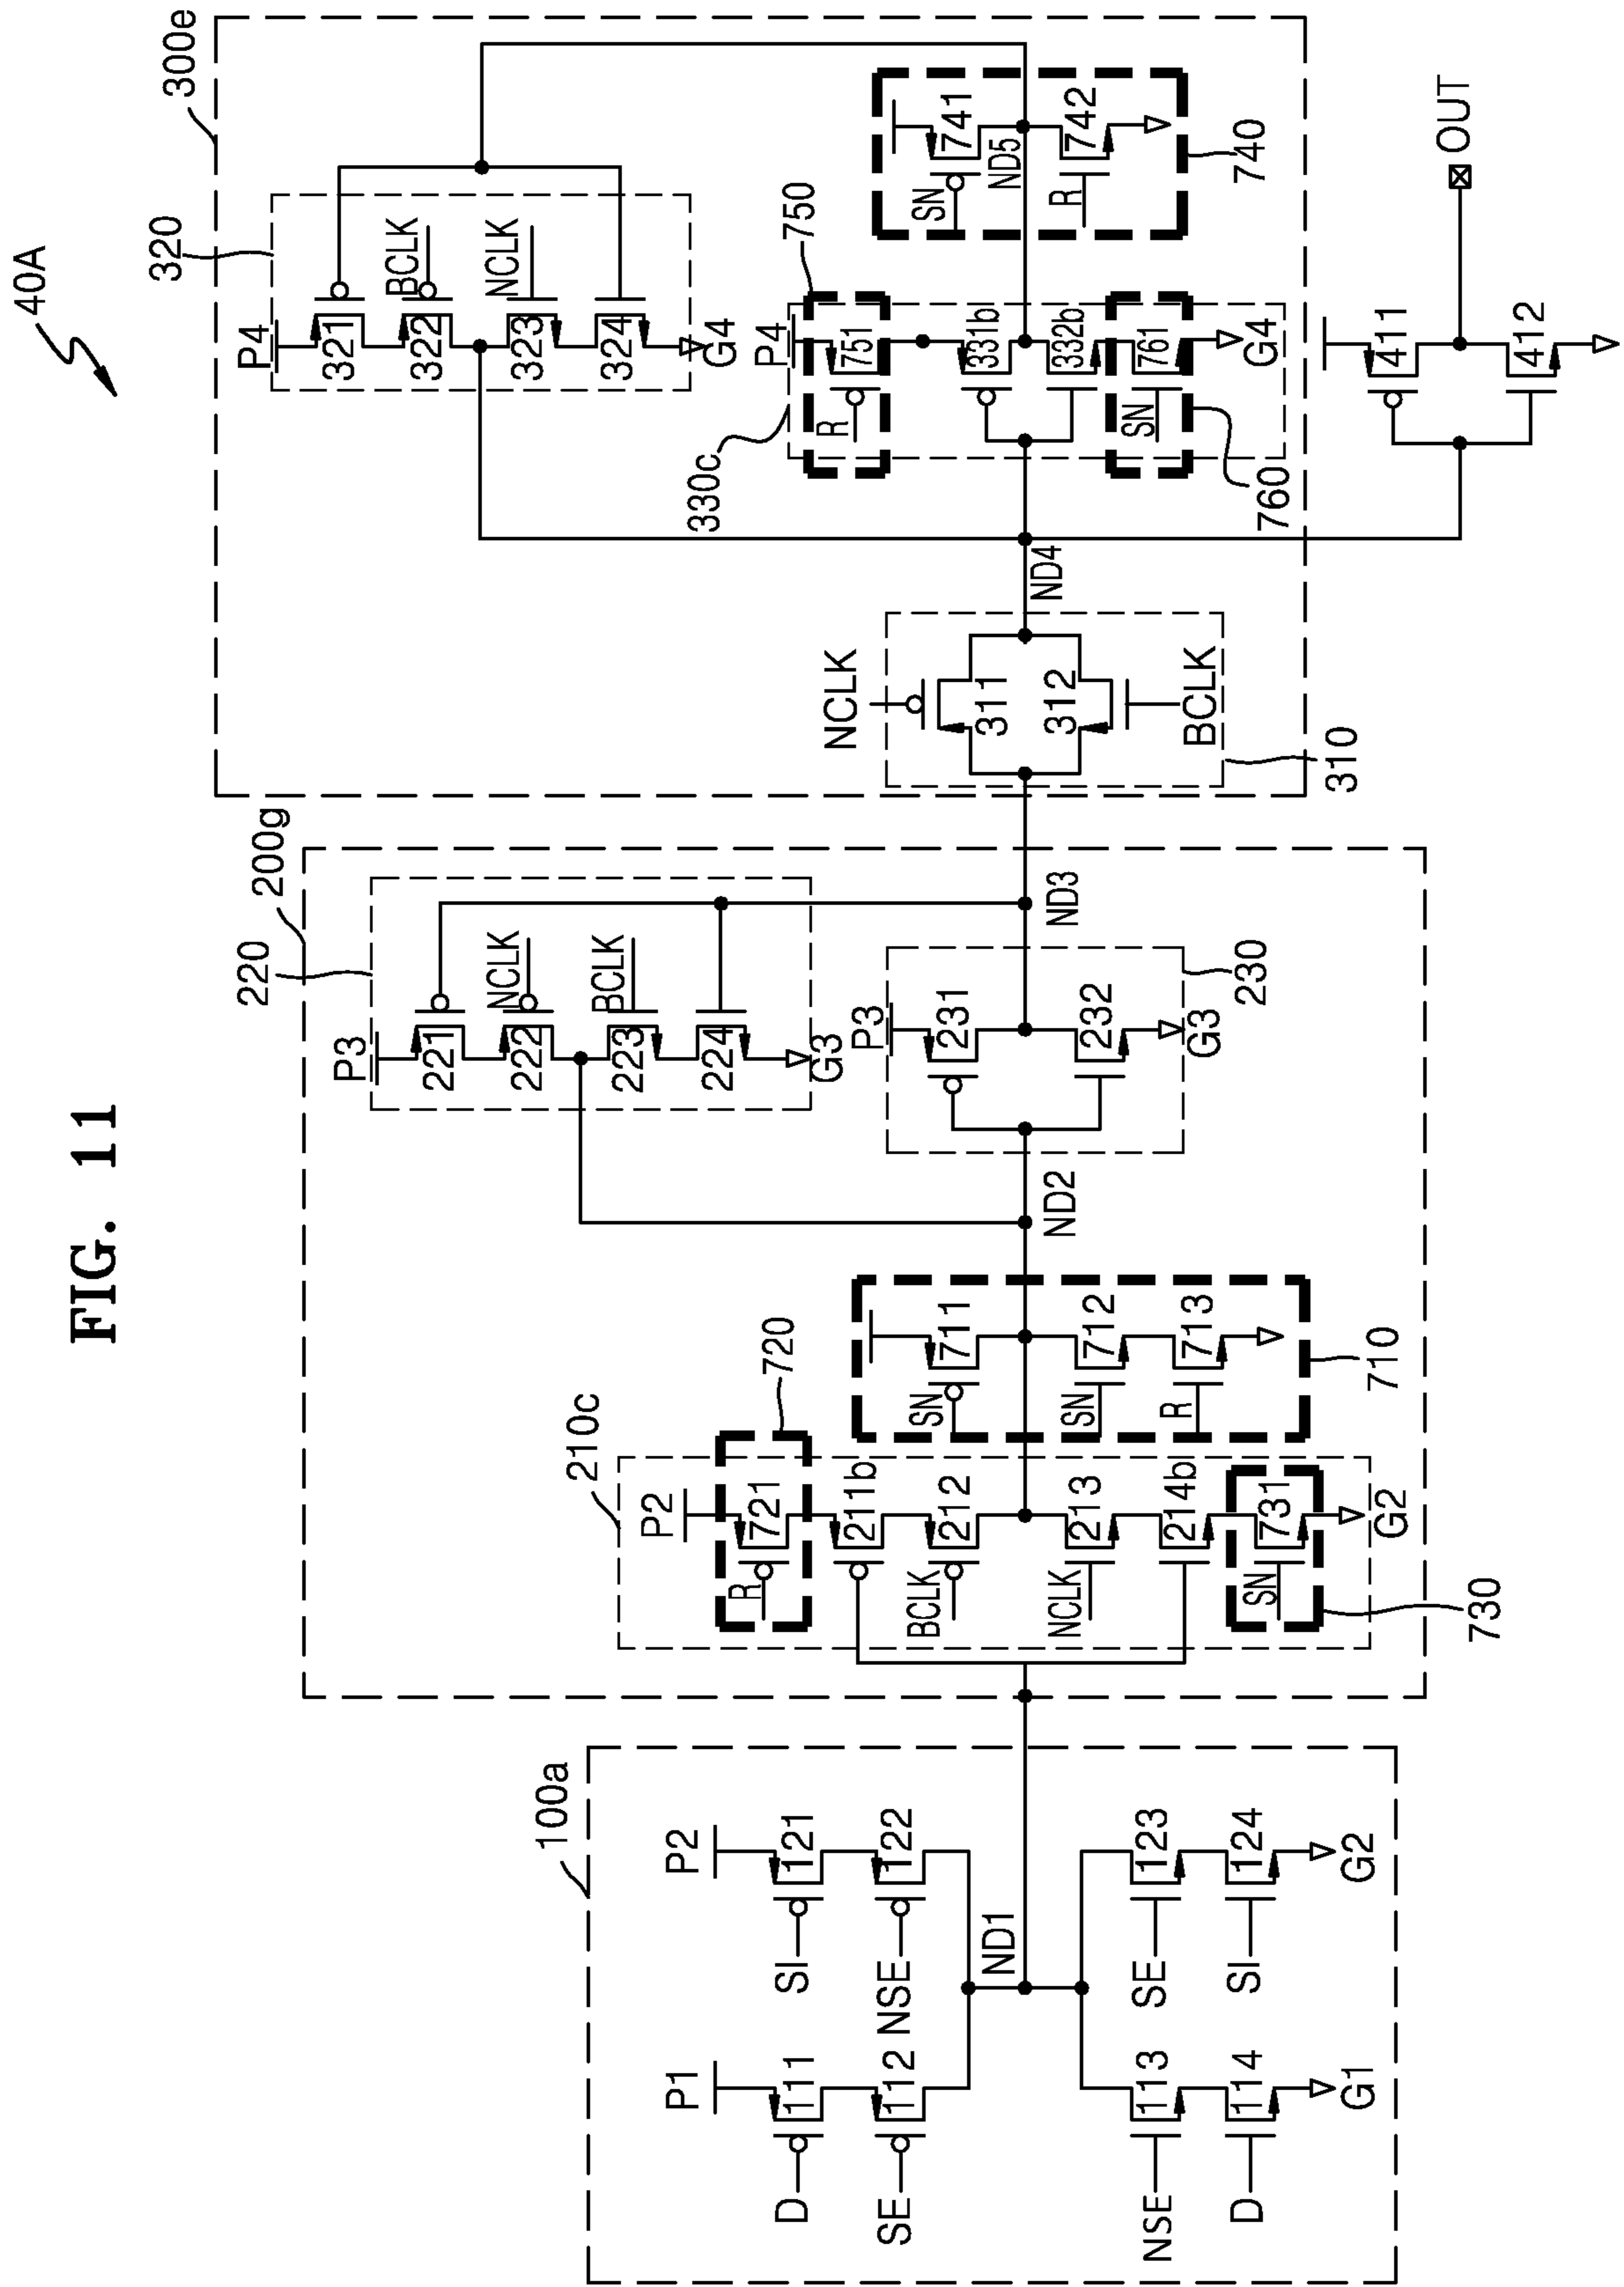 FIG. 11
40A
100a
P1
P2
D
111
SI
121
SE
112
NSE
122
ND1
NSE
113
SE
123
D
114
SI
124
G1
G2
200g
220
P3
221
NCLK
222
BCLK
223
224
G3
210c
720
P2
R
721
211b
BCLK
212
NCLK
213
214b
SN
731
G2
730
SN
711
SN
712
R
713
710
ND2
P3
231
232
G3
230
ND3
300e
320
P4
321
BCLK
322
NCLK
323
324
G4
NCLK
311
312
BCLK
310
ND4
330c
750
P4
R
751
331b
332b
SN
761
G4
760
SN
741
ND5
R
742
740
411
412
OUT